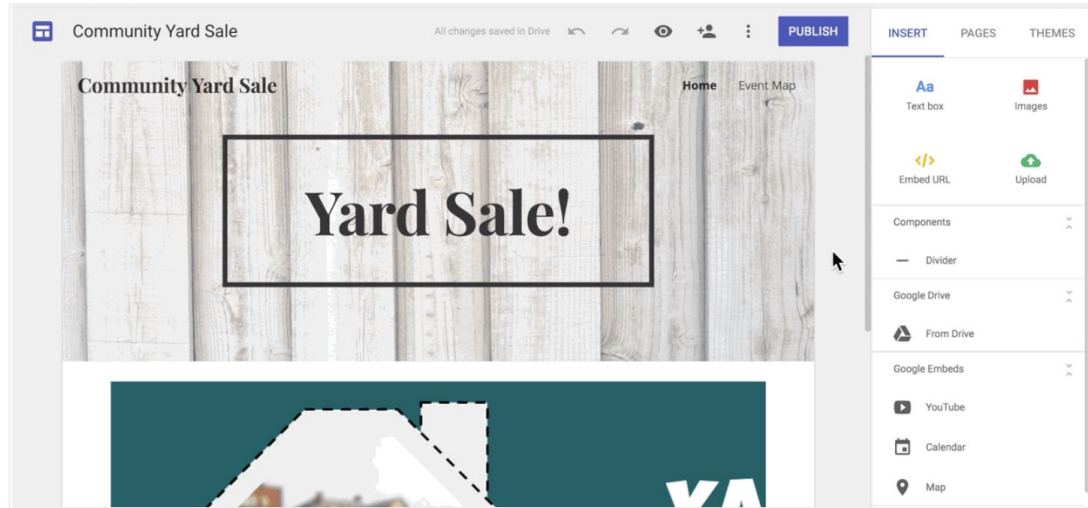 Community Yard Sale
All changes saved in Drive
PUBLISH
INSERT
PAGES
THEMES
Community Yard Sale
Home
Event Map
Yard Sale!
YA
Aa
Text box
Images
</>
Embed URL
Upload
Components
Divider
Google Drive
From Drive
Google Embeds
YouTube
Calendar
Map